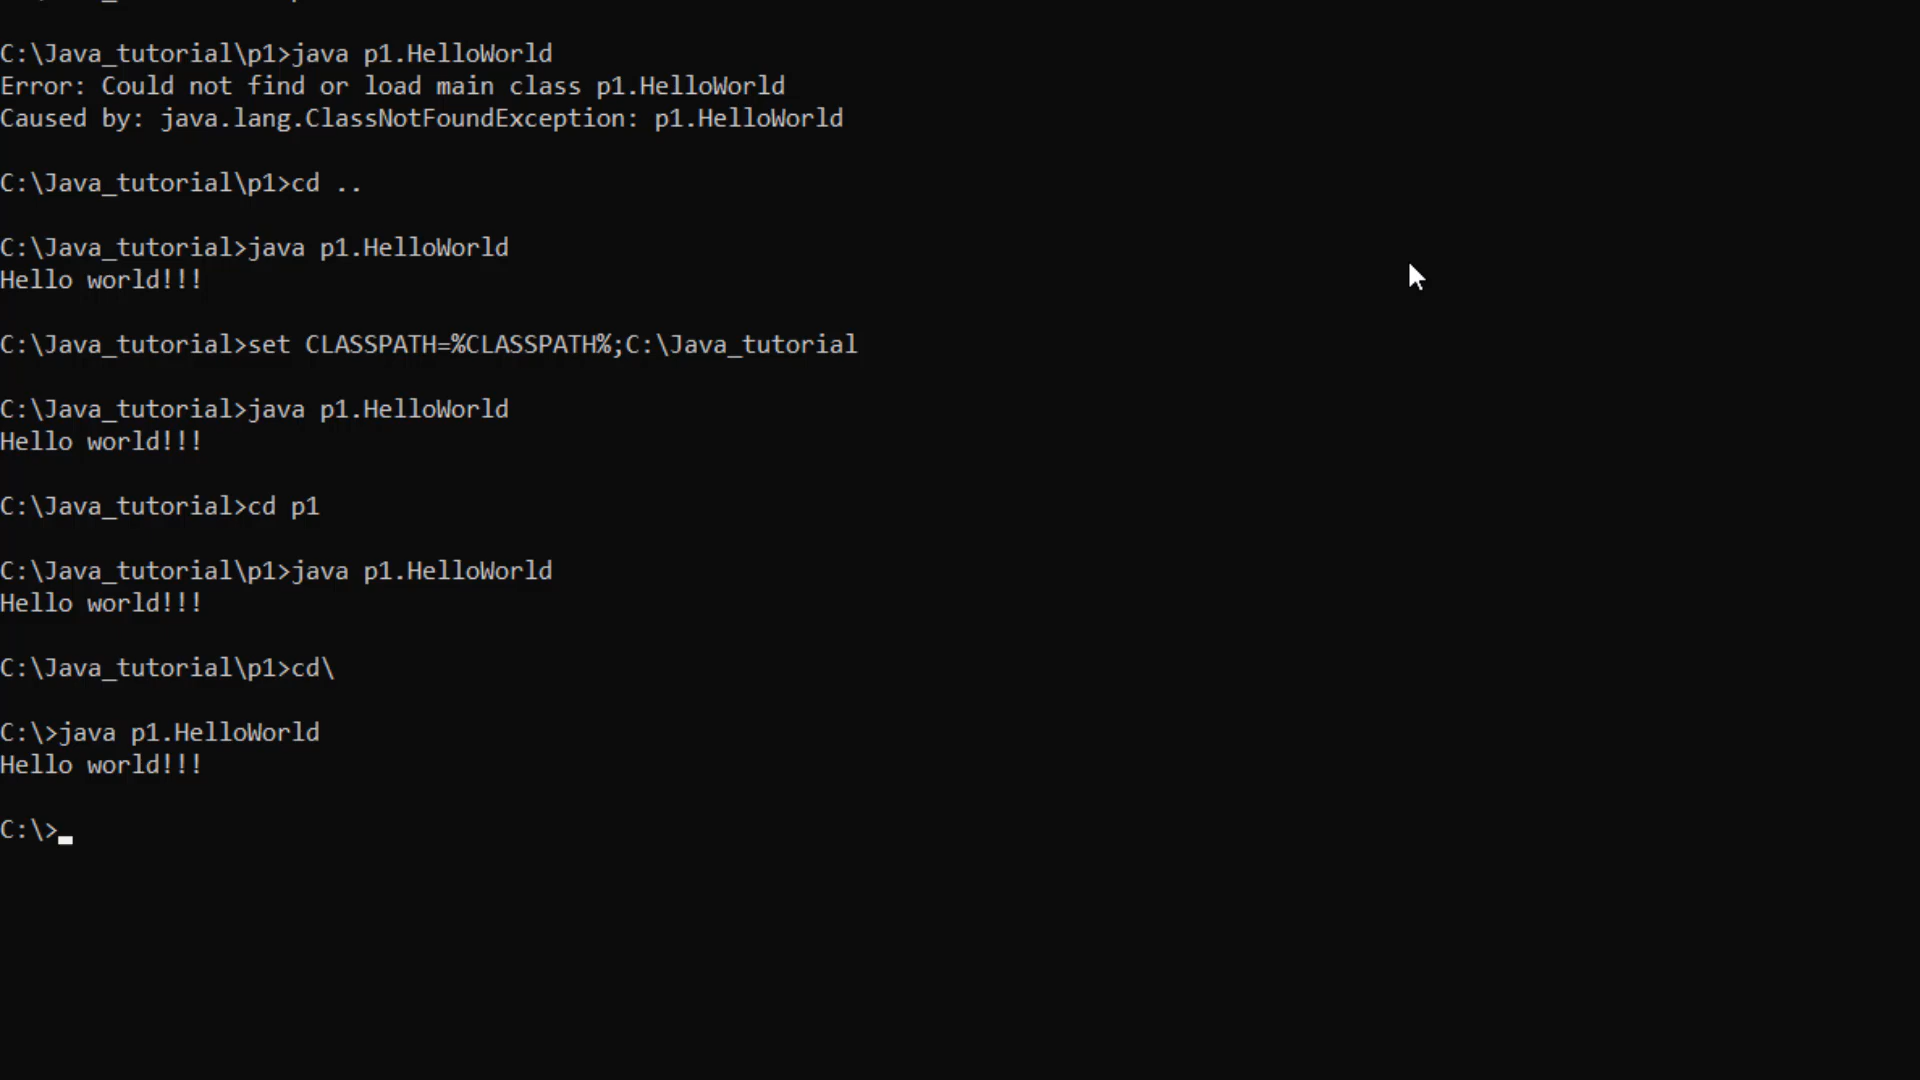 C:\Java_tutorial\p1>java p1.HelloWorld
Error: Could not find or load main class p1.HelloWorld
Caused by: java.lang.ClassNotFoundException: p1.HelloWorld
C:\Java_tutorial\p1>cd ..
C:\Java_tutorial>java p1.HelloWorld
Hello world!!!
C:\Java_tutorial>set CLASSPATH=%CLASSPATH%;C:\Java_tutorial
C:\Java_tutorial>java p1.HelloWorld
Hello world!!!
C:\Java_tutorial>cd p1
C:\Java_tutorial\p1>java p1.HelloWorld
Hello world!!!
C:\Java_tutorial\p1>cd\
C:\>java p1.HelloWorld
Hello world!!!
C:\>